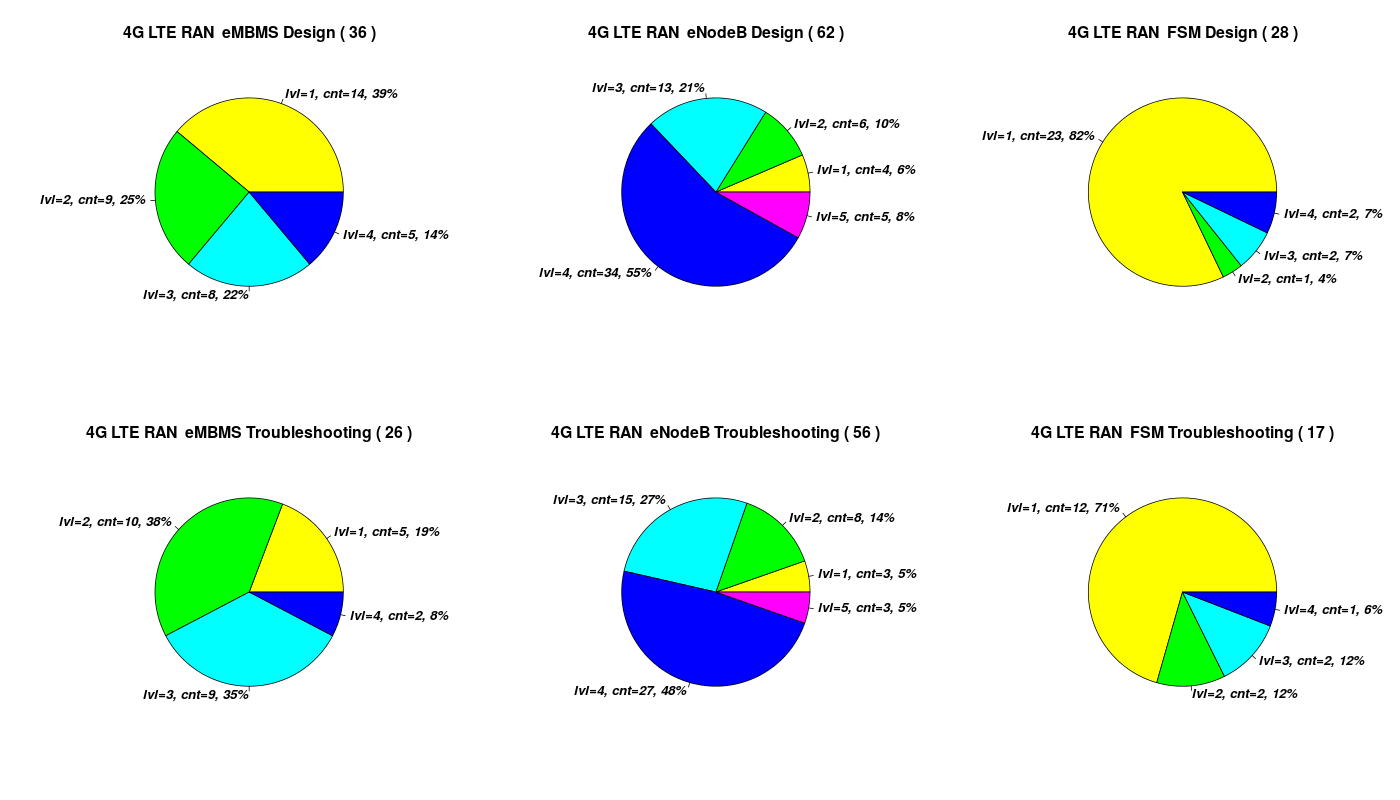 4G LTE RAN  eMBMS Design ( 36 )
lvl=1, cnt=14, 39%
lvl=2, cnt=9, 25%
lvl=3, cnt=8, 22%
lvl=4, cnt=5, 14%
4G LTE RAN  eNodeB Design ( 62 )
lvl=1, cnt=4, 6%
lvl=2, cnt=6, 10%
lvl=3, cnt=13, 21%
lvl=4, cnt=34, 55%
lvl=5, cnt=5, 8%
4G LTE RAN  FSM Design ( 28 )
lvl=1, cnt=23, 82%
lvl=2, cnt=1, 4%
lvl=3, cnt=2, 7%
lvl=4, cnt=2, 7%
4G LTE RAN  eMBMS Troubleshooting ( 26 )
lvl=1, cnt=5, 19%
lvl=2, cnt=10, 38%
lvl=3, cnt=9, 35%
lvl=4, cnt=2, 8%
4G LTE RAN  eNodeB Troubleshooting ( 56 )
lvl=1, cnt=3, 5%
lvl=2, cnt=8, 14%
lvl=3, cnt=15, 27%
lvl=4, cnt=27, 48%
lvl=5, cnt=3, 5%
4G LTE RAN  FSM Troubleshooting ( 17 )
lvl=1, cnt=12, 71%
lvl=2, cnt=2, 12%
lvl=3, cnt=2, 12%
lvl=4, cnt=1, 6%